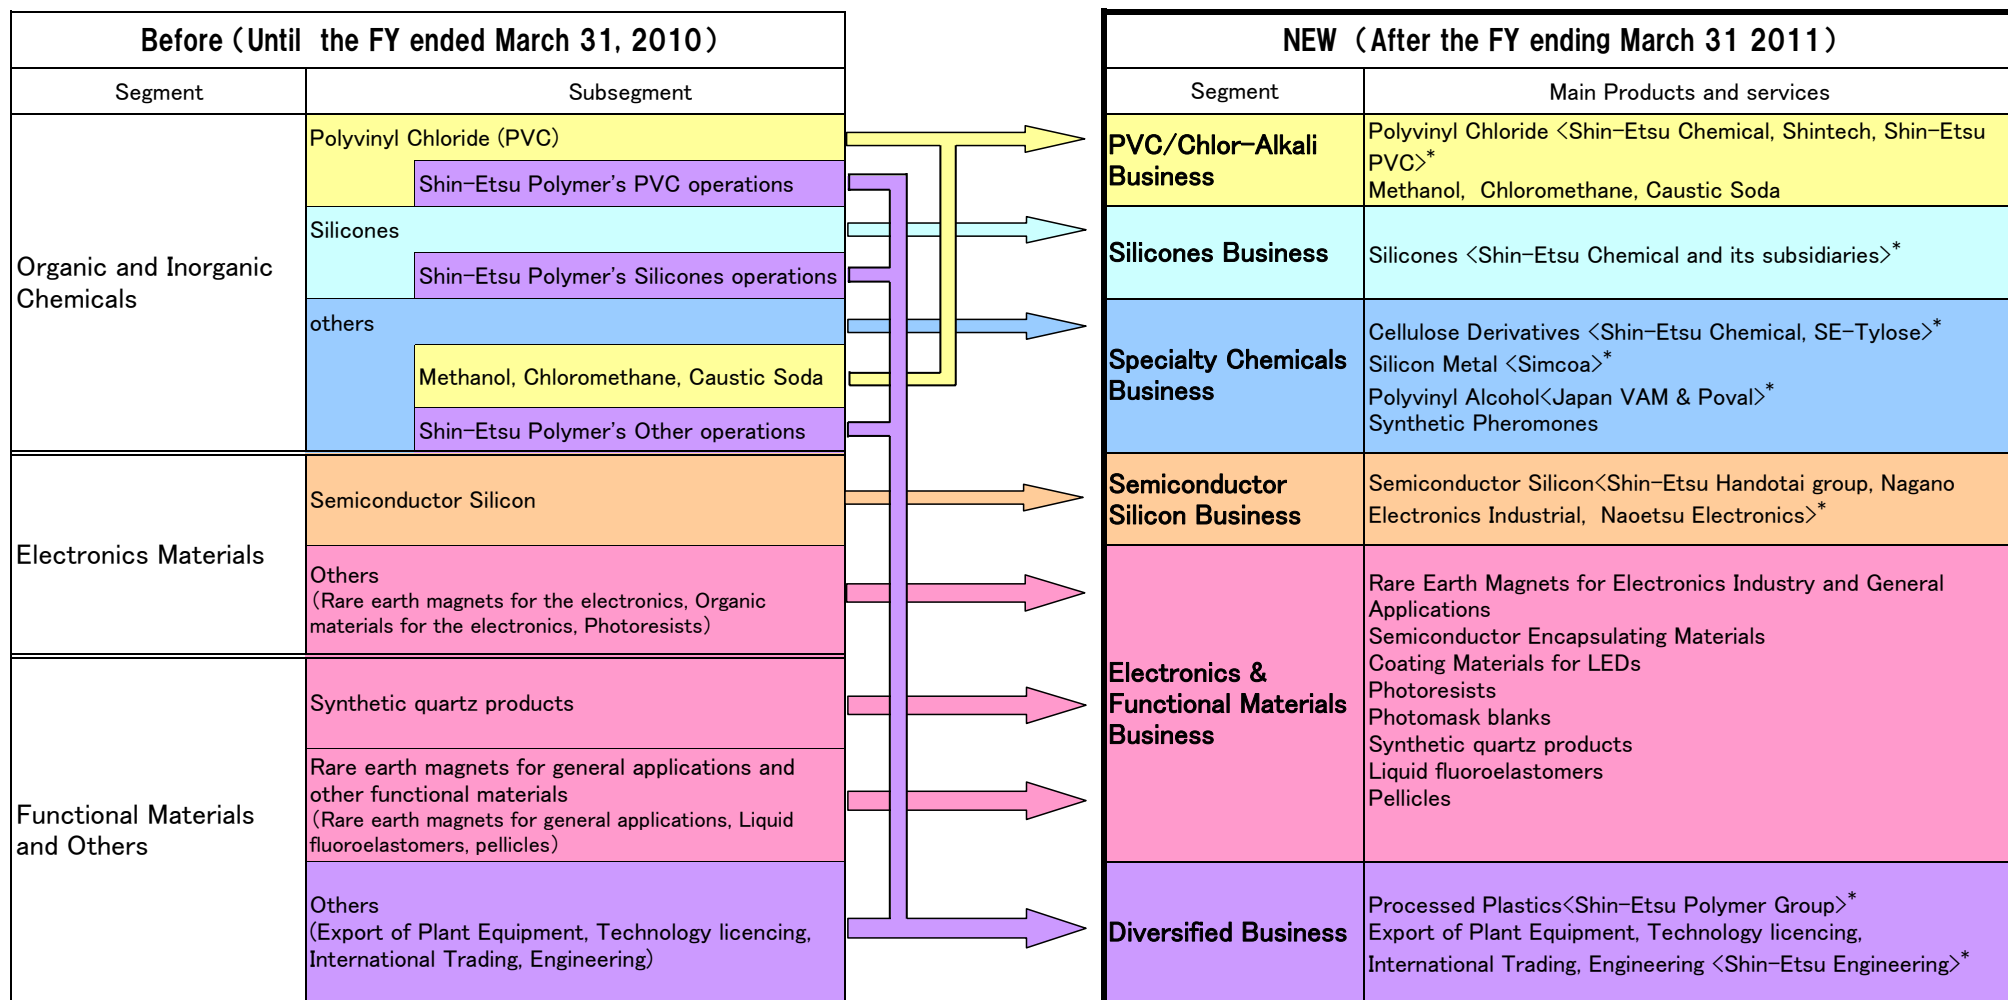 Before（Until the FY ended March 31, 2010）
Segment
Subsegment
Organic and Inorganic
Chemicals
Polyvinyl Chloride (PVC)
Shin-Etsu Polymer's PVC operations
Silicones
Shin-Etsu Polymer's Silicones operations
others
Methanol, Chloromethane, Caustic Soda
Shin-Etsu Polymer's Other operations
Electronics Materials
Semiconductor Silicon
Others
（Rare earth magnets for the electronics, Organic
materials for the electronics, Photoresists）
Functional Materials
and Others
Synthetic quartz products
Rare earth magnets for general applications and
other functional materials
（Rare earth magnets for general applications, Liquid
fluoroelastomers, pellicles）
Others
(Export of Plant Equipment, Technology licencing,
International Trading, Engineering)
NEW （After the FY ending March 31 2011）
Segment
Main Products and services
PVC/Chlor-Alkali
Business
Polyvinyl Chloride <Shin-Etsu Chemical, Shintech, Shin-Etsu
PVC>*
Methanol, Chloromethane, Caustic Soda
Silicones Business
Silicones <Shin-Etsu Chemical and its subsidiaries>*
Specialty Chemicals
Business
Cellulose Derivatives <Shin-Etsu Chemical, SE-Tylose>*
Silicon Metal <Simcoa>*
Polyvinyl Alcohol<Japan VAM & Poval>*
Synthetic Pheromones
Semiconductor
Silicon Business
Semiconductor Silicon<Shin-Etsu Handotai group, Nagano
Electronics Industrial, Naoetsu Electronics>*
Electronics &
Functional Materials
Business
Rare Earth Magnets for Electronics Industry and General
Applications
Semiconductor Encapsulating Materials
Coating Materials for LEDs
Photoresists
Photomask blanks
Synthetic quartz products
Liquid fluoroelastomers
Pellicles
Diversified Business
Processed Plastics<Shin-Etsu Polymer Group>*
Export of Plant Equipment, Technology licencing,
International Trading, Engineering <Shin-Etsu Engineering>*